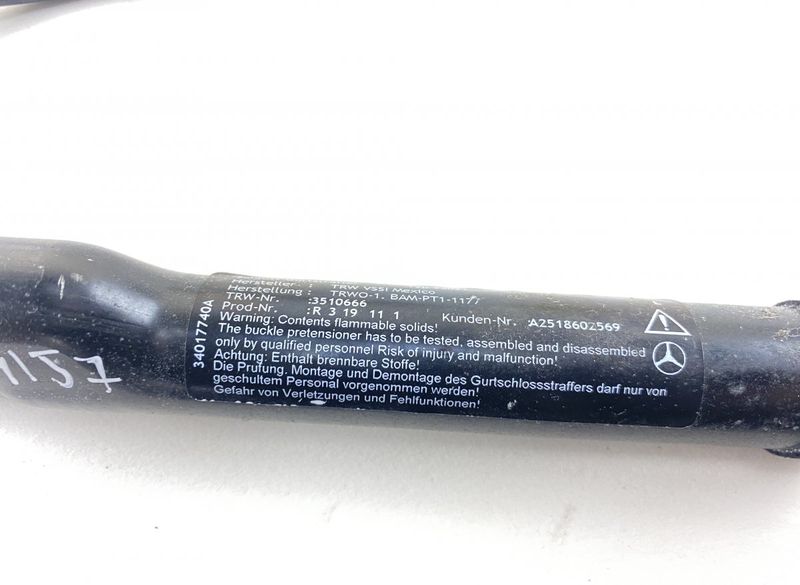 Hersteller : TRW VSSI Mexico
Herstellung : TRWO-1. BAM-PT1-11
TRW-Nr. :3510666
Prod-Nr. :R 3 19 11 1 Kunden-Nr. :A2518602569
Warning: Contents flammable solids!
The buckle pretensioner has to be tested, assembled and disassembled
only by qualified personnel Risk of injury and malfunction!
Achtung: Enthält brennbare Stoffe!
Die Prüfung. Montage und Demontage des Gurtschlossstraffers darf nur von
geschultem Personal vorgenommen werden!
Gefahr von Verletzungen und Fehlfunktionen!
34017740A